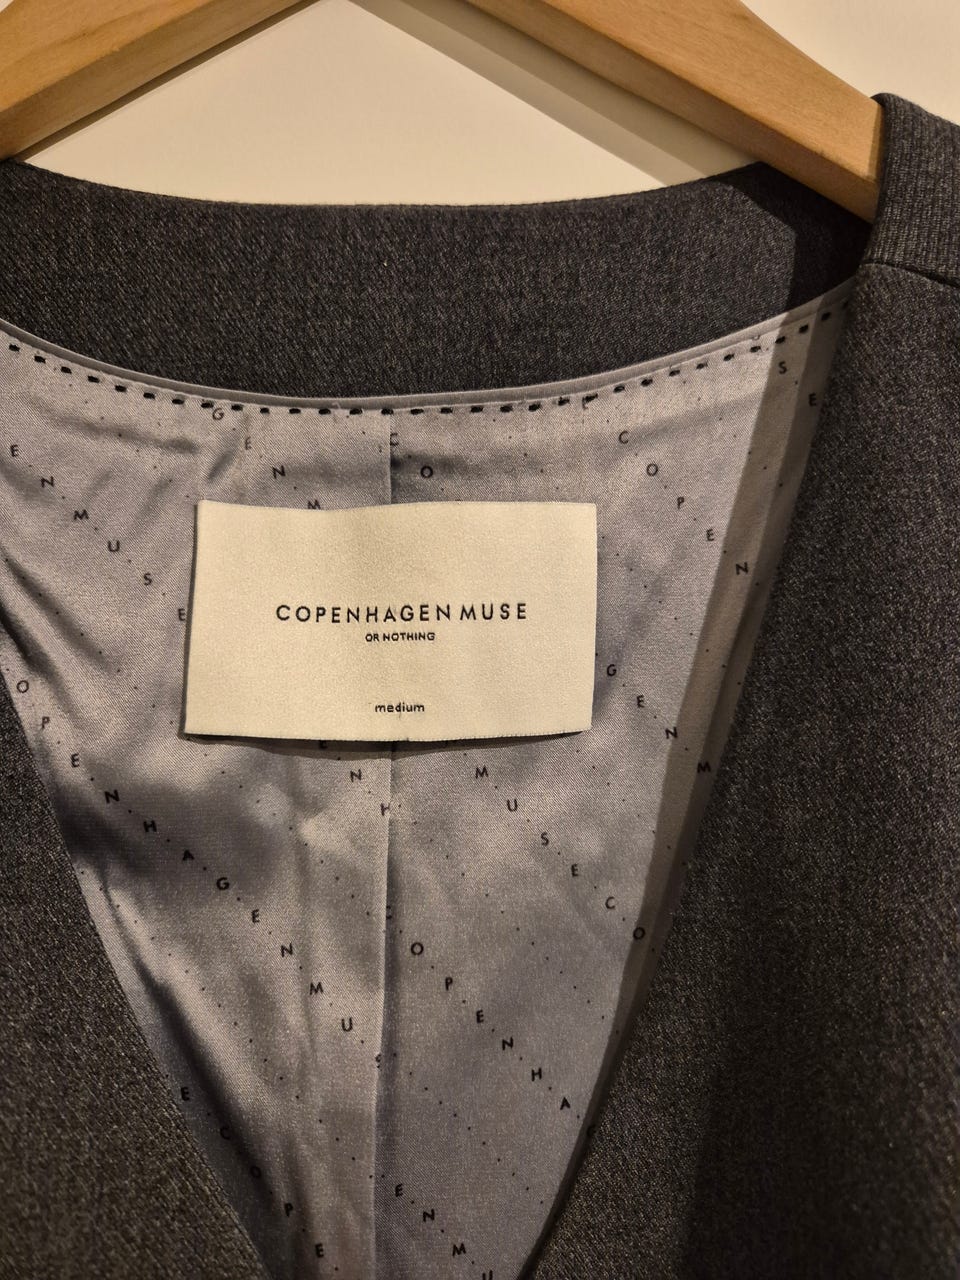 COPENHAGEN MUSE
OR NOTHING
medium
G E N M
E N M U S E
C O
C O P E N
S E
O P E N H A G E N M U S
E N H
G E N M
M U S E C O
C O P E N H A G
E C O P E
E N M U